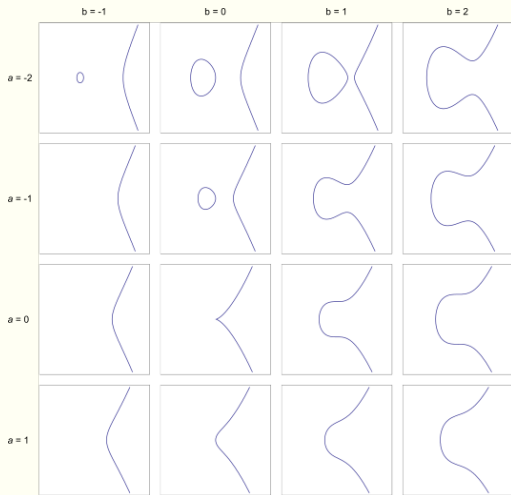 b = -1 b = 0 b = 1 b = 2
a = -2
a = -1
a = 0
a = 1